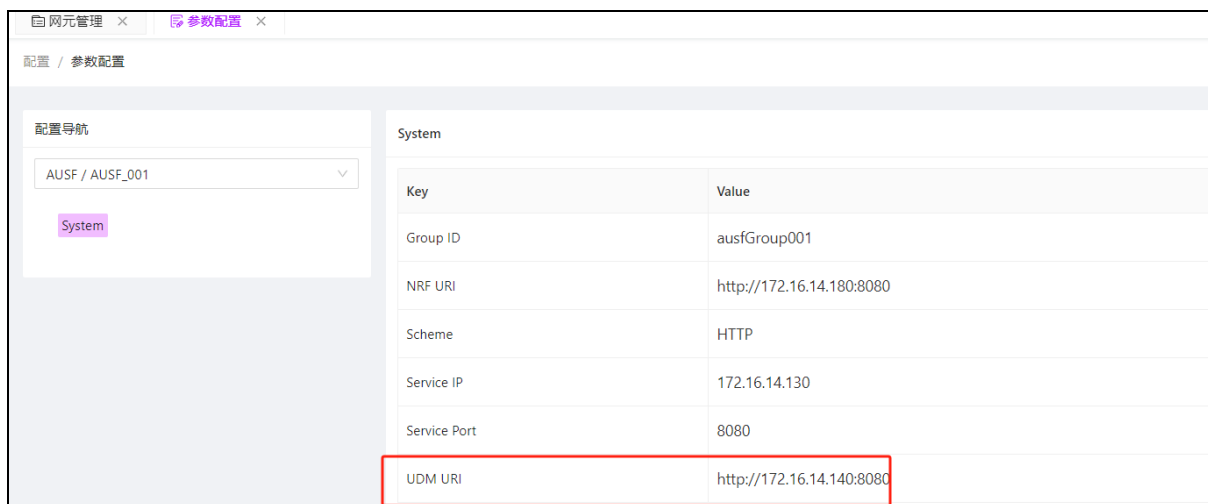 网元管理 × 参数配置 ×
配置 / 参数配置
配置导航
AUSF / AUSF_001
System
System
Key Value
Group ID ausfGroup001
NRF URI http://172.16.14.180:8080
Scheme HTTP
Service IP 172.16.14.130
Service Port 8080
UDM URI http://172.16.14.140:8080